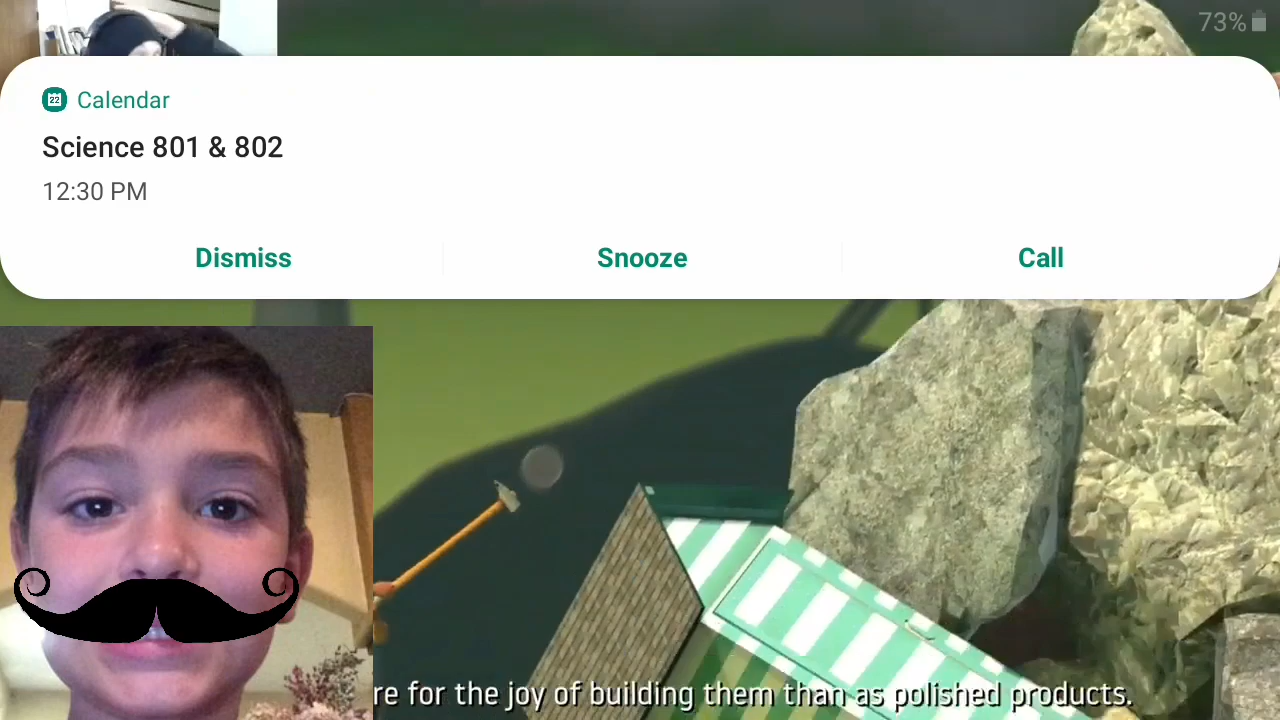 73%
22 Calendar
Science 801 & 802
12:30 PM
Dismiss Snooze Call
re for the joy of building them than as polished products.